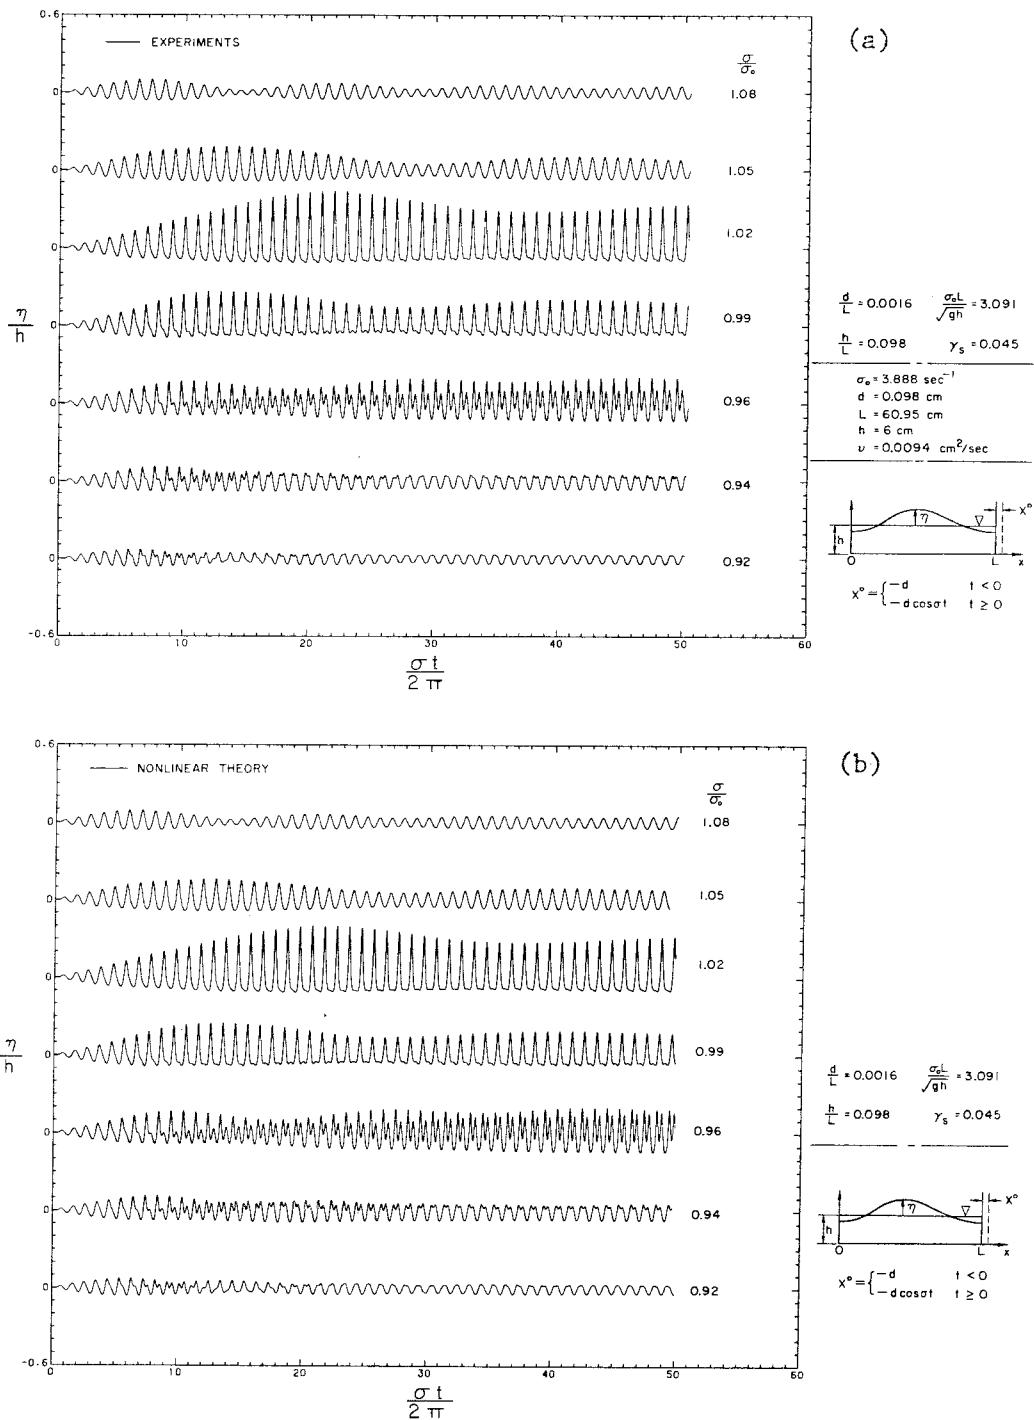 (a)
0.6
EXPERIMENTS
σ/σ₀
0 1.08
0 1.05
0 1.02
η/h
0 0.99
0 0.96
0 0.94
0 0.92
-0.6
0 10 20 30 40 50 60
σt/2π
d/L = 0.0016 σ₀L/√gh = 3.091
h/L = 0.098 γs = 0.045
σ₀ = 3.888 sec⁻¹
d = 0.098 cm
L = 60.95 cm
h = 6 cm
υ = 0.0094 cm²/sec
η x°
h
0 L x
x° = { -d t < 0
-d cosσt t ≥ 0
(b)
0.6
NONLINEAR THEORY
σ/σ₀
0 1.08
0 1.05
0 1.02
η/h
0 0.99
0 0.96
0 0.94
0 0.92
-0.6
0 10 20 30 40 50 60
σt/2π
d/L = 0.0016 σ₀L/√gh = 3.091
h/L = 0.098 γs = 0.045
η x°
h
0 L x
x° = { -d t < 0
-d cosσt t ≥ 0